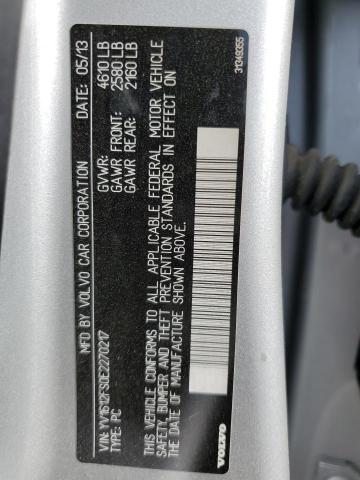 MFD BY VOLVO CAR CORPORATION DATE: 05/13
GVWR: 4610 LB
GAWR FRONT: 2580 LB
GAWR REAR: 2160 LB
VIN: YV1612FS0E2270217
TYPE: PC
THIS VEHICLE CONFORMS TO ALL APPLICABLE FEDERAL MOTOR VEHICLE
SAFETY, BUMPER AND THEFT PREVENTION STANDARDS IN EFFECT ON
THE DATE OF MANUFACTURE SHOWN ABOVE.
VOLVO
31349355